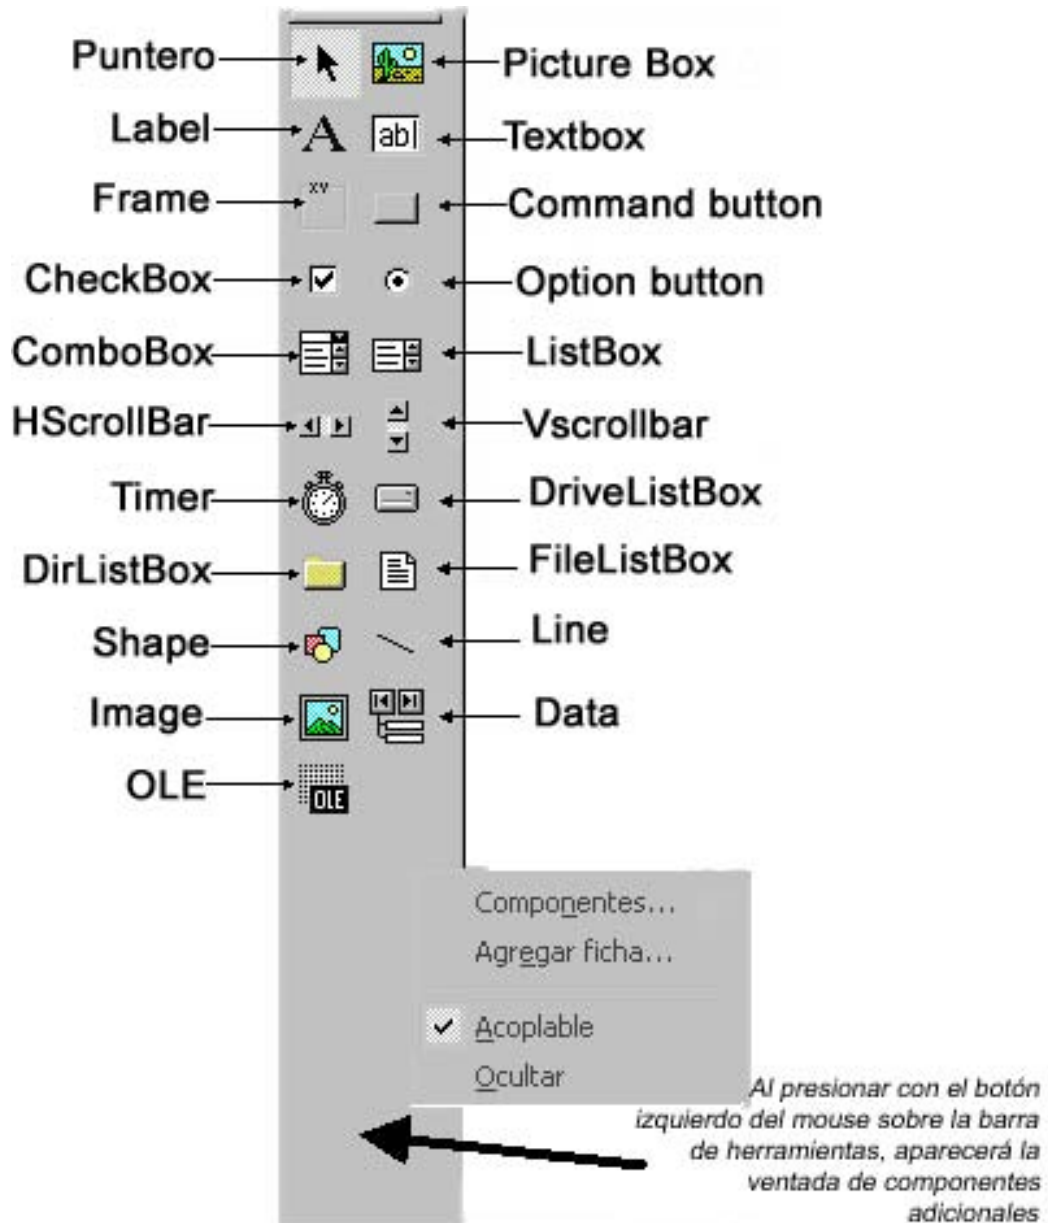 Puntero
Picture Box
Label
A
ab
Textbox
Frame
xy
Command button
CheckBox
Option button
ComboBox
ListBox
HScrollBar
Vscrollbar
Timer
DriveListBox
DirListBox
FileListBox
Shape
Line
Image
Data
OLE
OLE
Componentes...
Agregar ficha...
Acoplable
Ocultar
Al presionar con el botón
izquierdo del mouse sobre la barra
de herramientas, aparecerá la
ventada de componentes
adicionales